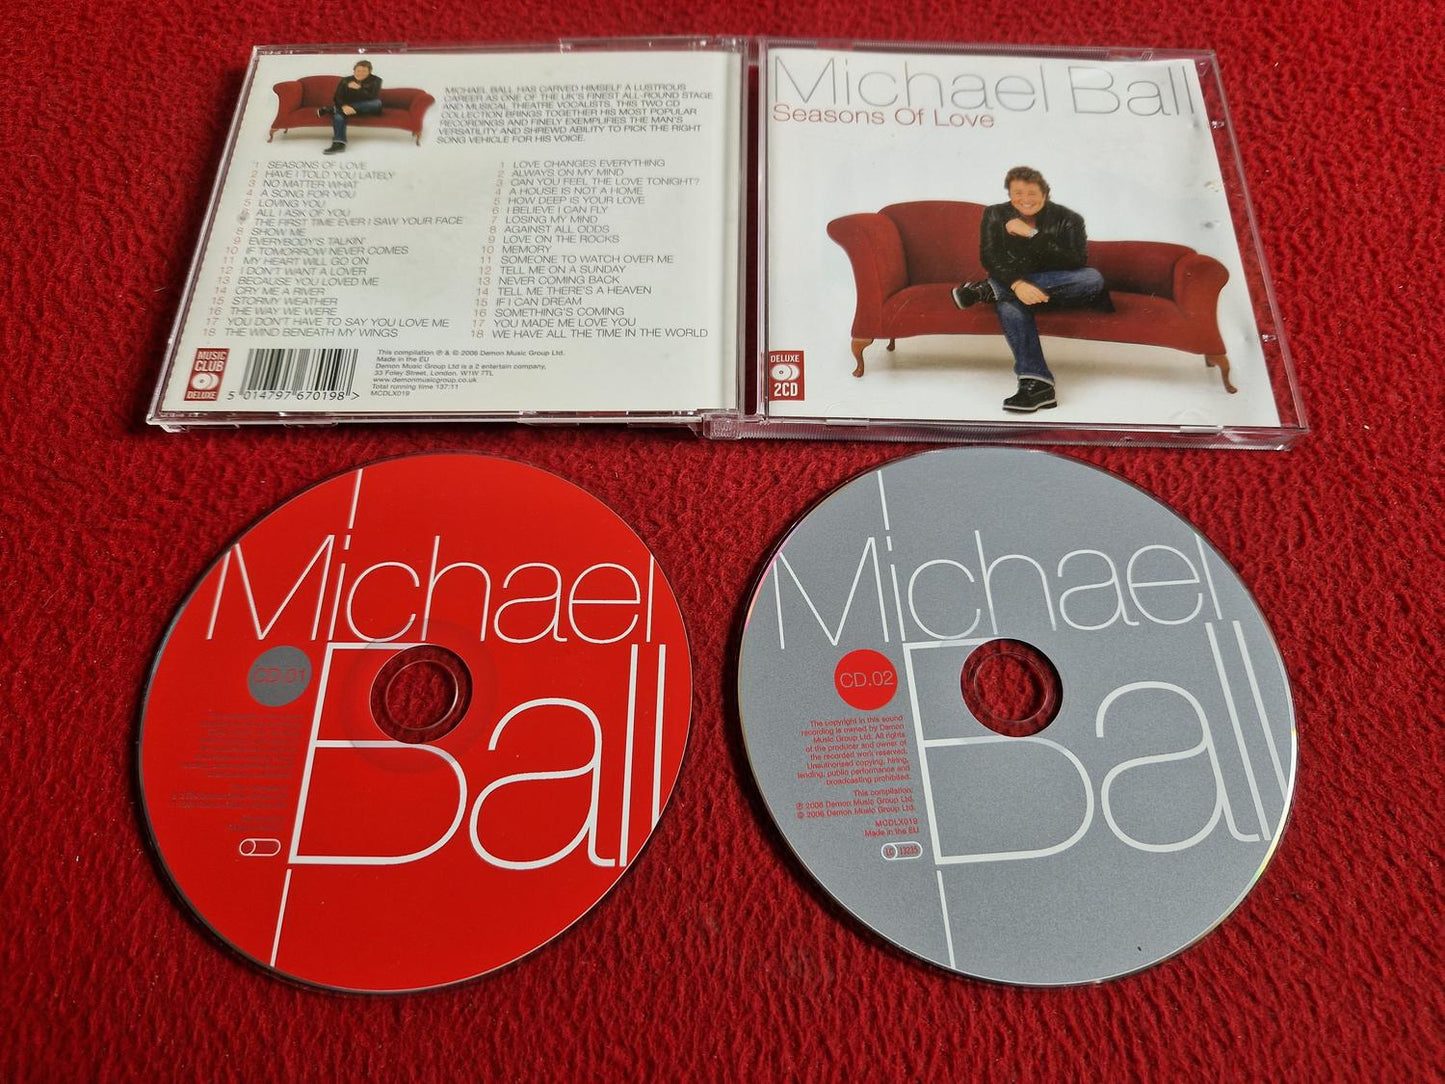 MICHAEL BALL HAS CARVED HIMSELF A LUSTROUS
CAREER AS ONE OF THE UK'S FINEST ALL-ROUND STAGE
AND MUSICAL THEATRE VOCALISTS. THIS TWO CD
COLLECTION BRINGS TOGETHER HIS MOST POPULAR
RECORDINGS AND FINELY EXEMPLIFIES THE MAN'S
VERSATILITY AND SHREWD ABILITY TO PICK THE RIGHT
SONG VEHICLE FOR HIS VOICE.
1 SEASONS OF LOVE
2 HAVE I TOLD YOU LATELY
3 NO MATTER WHAT
4 A SONG FOR YOU
5 LOVING YOU
ALL I ASK OF YOU
THE FIRST TIME EVER I SAW YOUR FACE
8 SHOW ME
9 EVERYBODY'S TALKIN'
10 IF TOMORROW NEVER COMES
11 MY HEART WILL GO ON
12 I DON'T WANT A LOVER
13 BECAUSE YOU LOVED ME
14 CRY ME A RIVER
15 STORMY WEATHER
16 THE WAY WE WERE
17 YOU DON'T HAVE TO SAY YOU LOVE ME
18 THE WIND BENEATH MY WINGS
1 LOVE CHANGES EVERYTHING
2 ALWAYS ON MY MIND
3 CAN YOU FEEL THE LOVE TONIGHT?
4 A HOUSE IS NOT A HOME
5 HOW DEEP IS YOUR LOVE
6 I BELIEVE I CAN FLY
7 LOSING MY MIND
8 AGAINST ALL ODDS
9 LOVE ON THE ROCKS
10 MEMORY
11 SOMEONE TO WATCH OVER ME
12 TELL ME ON A SUNDAY
13 NEVER COMING BACK
14 TELL ME THERE'S A HEAVEN
15 IF I CAN DREAM
16 SOMETHING'S COMING
17 YOU MADE ME LOVE YOU
18 WE HAVE ALL THE TIME IN THE WORLD
MUSIC
CLUB
DELUXE
5 014797 670198 >
This compilation ℗ & © 2006 Demon Music Group Ltd.
Made in the EU
Demon Music Group Ltd is a 2 entertain company,
33 Foley Street, London. W1W 7TL
www.demonmusicgroup.co.uk
Total running time 137:11
MCDLX019
Michael Ball
Seasons Of Love
DELUXE
2CD
Michael
Ball
CD.01
Michael
Ball
CD.02
The copyright in this sound
recording is owned by Demon
Music Group Ltd. All rights
of the producer and owner of
the recorded work reserved.
Unauthorised copying, hiring,
lending, public performance and
broadcasting prohibited.
This compilation:
℗ 2006 Demon Music Group Ltd.
© 2006 Demon Music Group Ltd.
MCDLX019
Made in the EU
LC 13235